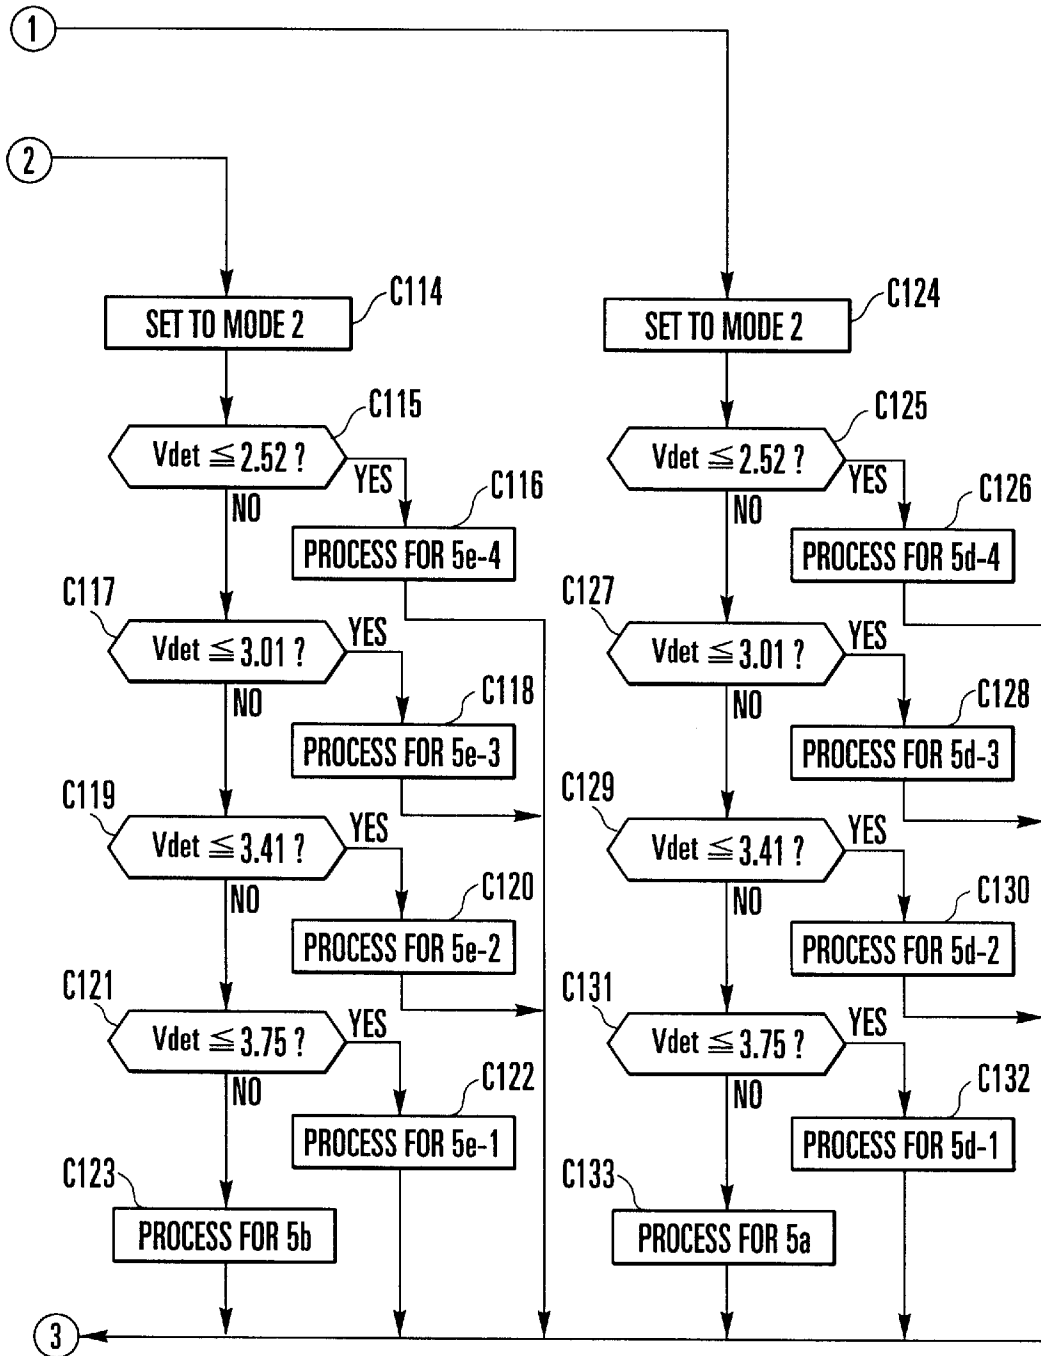 1
2
C114
SET TO MODE 2
C115
Vdet ≦ 2.52 ?
YES
NO
C116
PROCESS FOR 5e-4
C117
Vdet ≦ 3.01 ?
YES
NO
C118
PROCESS FOR 5e-3
C119
Vdet ≦ 3.41 ?
YES
NO
C120
PROCESS FOR 5e-2
C121
Vdet ≦ 3.75 ?
YES
NO
C122
PROCESS FOR 5e-1
C123
PROCESS FOR 5b
C124
SET TO MODE 2
C125
Vdet ≦ 2.52 ?
YES
NO
C126
PROCESS FOR 5d-4
C127
Vdet ≦ 3.01 ?
YES
NO
C128
PROCESS FOR 5d-3
C129
Vdet ≦ 3.41 ?
YES
NO
C130
PROCESS FOR 5d-2
C131
Vdet ≦ 3.75 ?
YES
NO
C132
PROCESS FOR 5d-1
C133
PROCESS FOR 5a
3